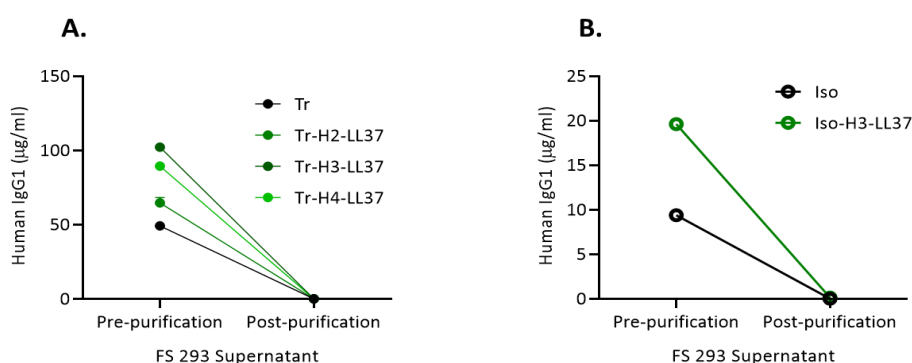 A.
Human IgG1 (µg/ml)
150
100
50
0
Tr
Tr-H2-LL37
Tr-H3-LL37
Tr-H4-LL37
Pre-purification Post-purification
FS 293 Supernatant
B.
Human IgG1 (µg/ml)
25
20
15
10
5
0
Iso
Iso-H3-LL37
Pre-purification Post-purification
FS 293 Supernatant